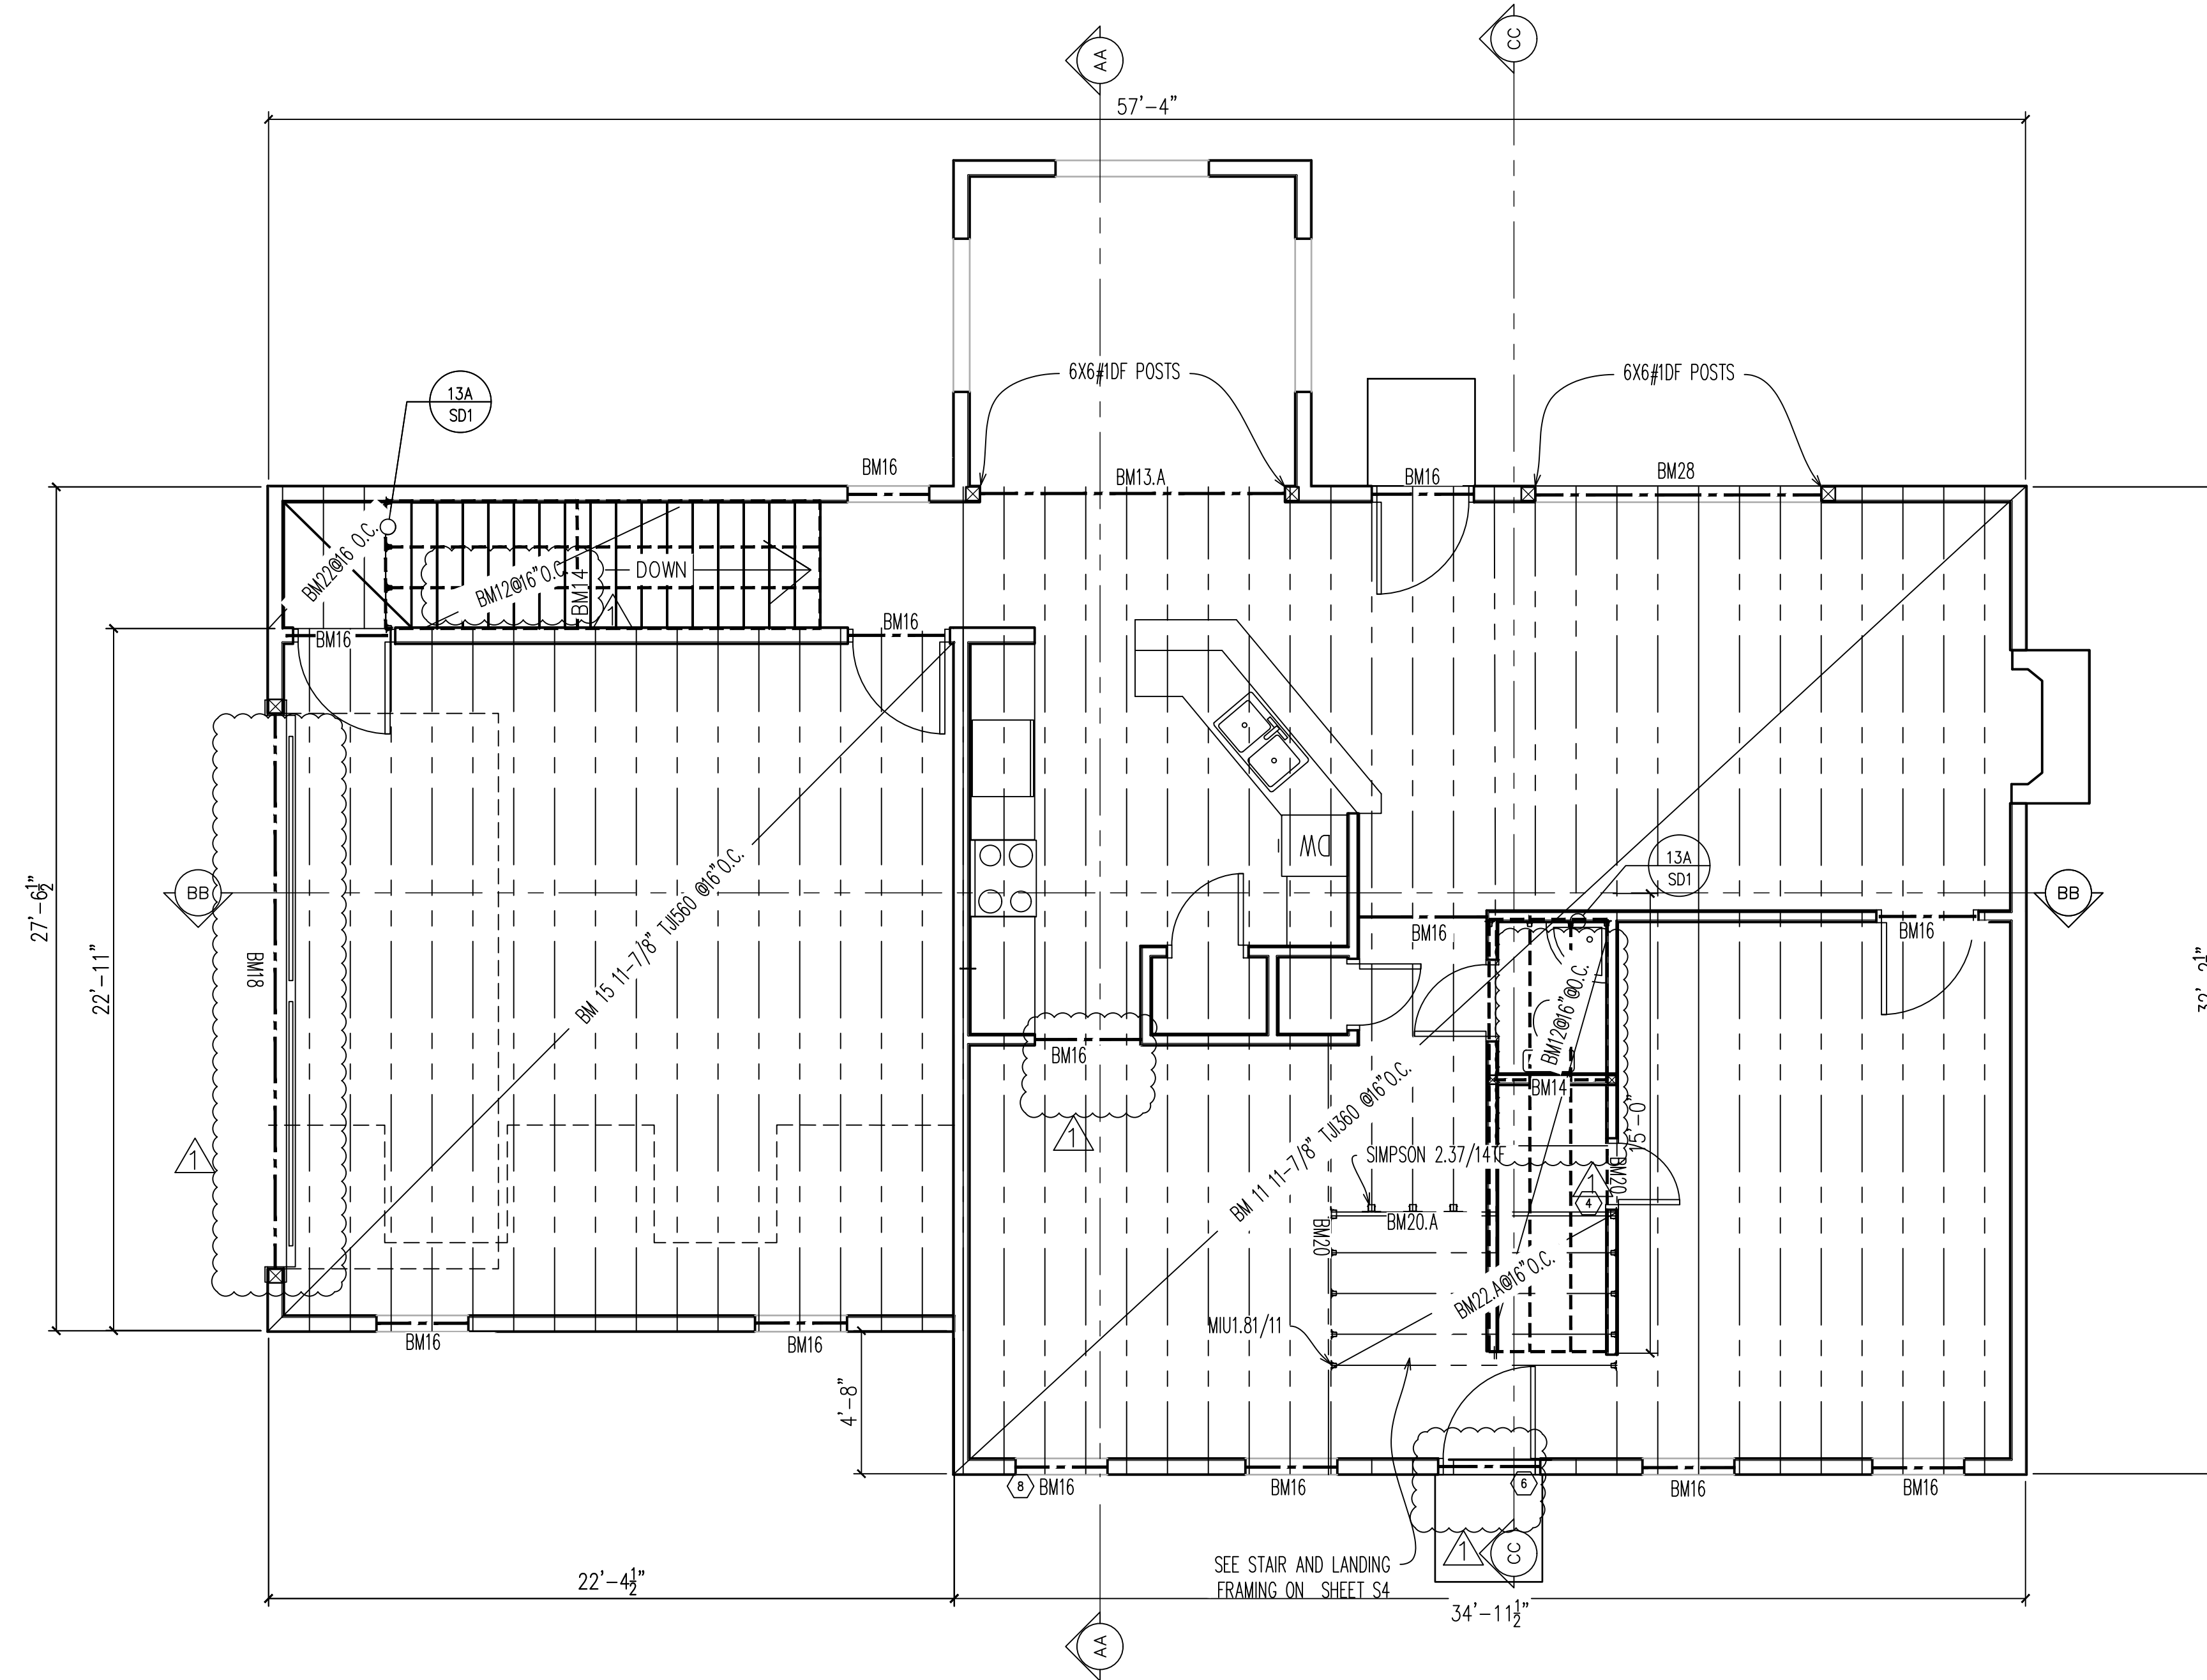 CC
AA
57'-4"
6X6#1DF POSTS
6X6#1DF POSTS
13A
SD1
BM16
BM13.A
BM16
BM28
BM22@16 O.C.
BM12@16"O.C
BM14
DOWN
1
BM16
BM16
27'-6½"
22'-11"
BM 15 11-7/8" TJI560 @16"O.C.
DW
13A
SD1
BB
BB
BM18
BM16
BM16
BM12@16"@O.C.
BM16
1
BM14
15'-0"
1
BM 11 11-7/8" TJI360 @16"O.C.
SIMPSON 2.37/14TF
1
4
BM20
BM20
BM20.A
BM22.A@16"O.C.
MIU1.81/11
BM16
BM16
4'-8"
8
BM16
BM16
6
BM16
BM16
1
CC
SEE STAIR AND LANDING
FRAMING ON SHEET S4
22'-4½"
34'-11½"
AA